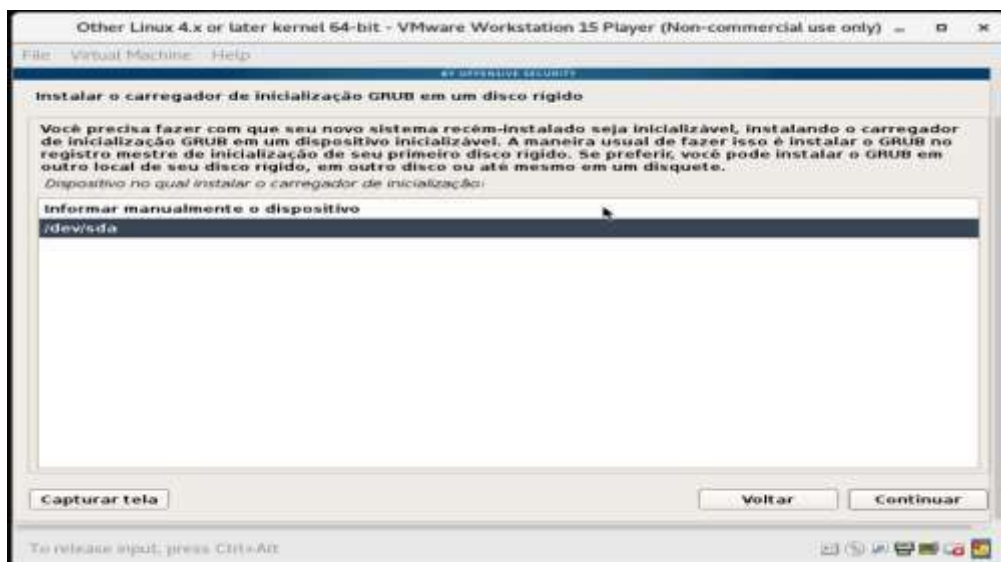 Other Linux 4.x or later kernel 64-bit - VMware Workstation 15 Player (Non-commercial use only)
File Virtual Machine Help
BY OFFENSIVE SECURITY
Instalar o carregador de inicialização GRUB em um disco rígido
Você precisa fazer com que seu novo sistema recém-instalado seja inicializável, instalando o carregador
de inicialização GRUB em um dispositivo inicializável. A maneira usual de fazer isso é instalar o GRUB no
registro mestre de inicialização de seu primeiro disco rígido. Se preferir, você pode instalar o GRUB em
outro local de seu disco rígido, em outro disco ou até mesmo em um disquete.
Dispositivo no qual instalar o carregador de inicialização:
Informar manualmente o dispositivo
/dev/sda
Capturar tela Voltar Continuar
To release input, press Ctrl+Alt